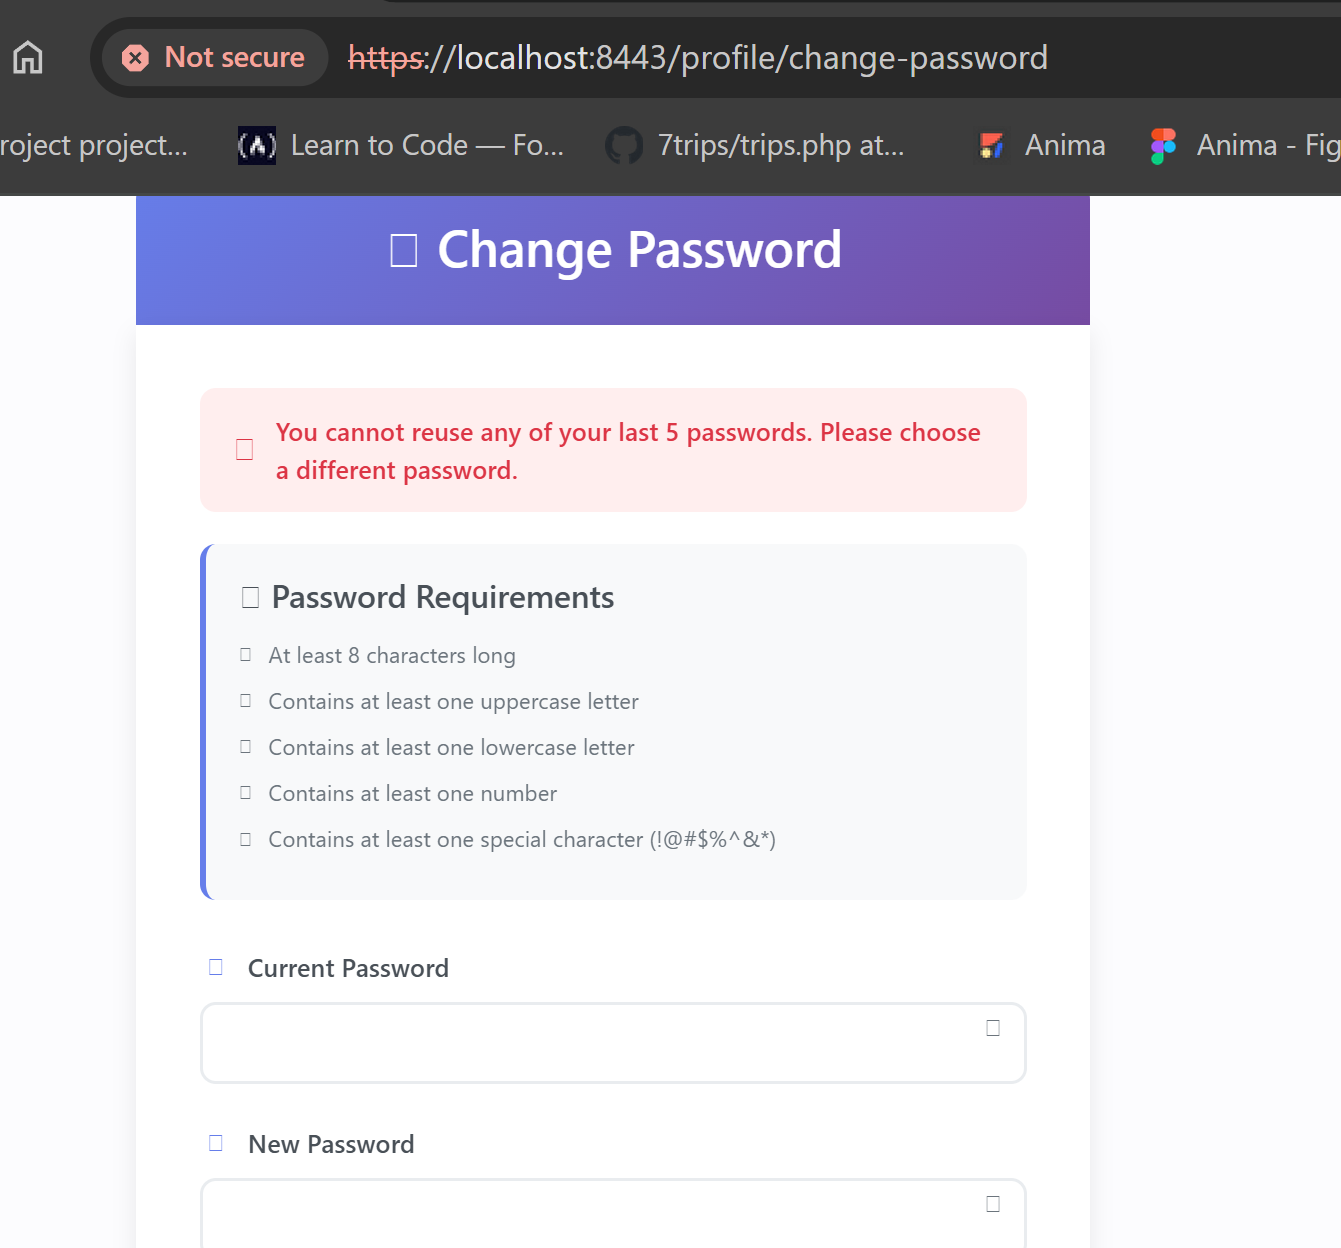 Not secure https://localhost:8443/profile/change-password
roject project... Learn to Code — Fo... 7trips/trips.php at... Anima Anima - Fig
Change Password
You cannot reuse any of your last 5 passwords. Please choose
a different password.
Password Requirements
At least 8 characters long
Contains at least one uppercase letter
Contains at least one lowercase letter
Contains at least one number
Contains at least one special character (!@#$%^&*)
Current Password
New Password